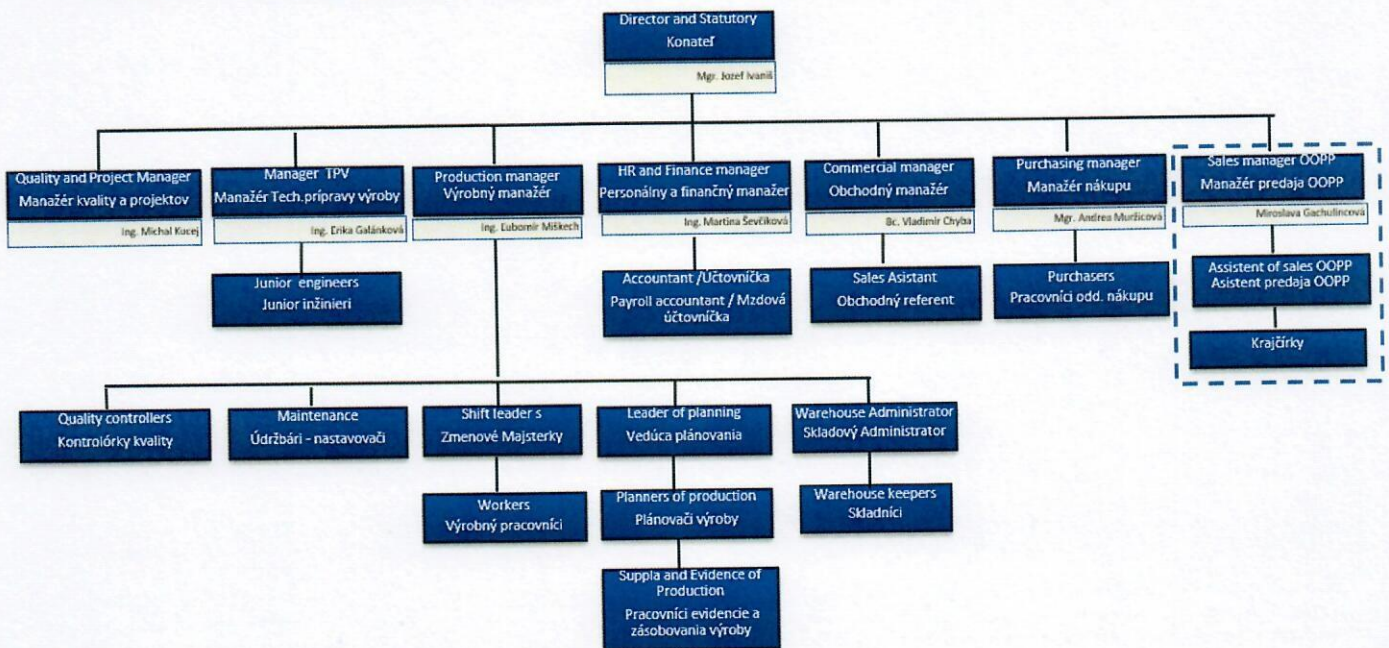 Director and Statutory
Konateľ
Mgr. Jozef Ivaniš
Quality and Project Manager
Manažér kvality a projektov
Ing. Michal Kucej
Manager TPV
Manažér Tech.prípravy výroby
Ing. Erika Galánková
Production manager
Výrobný manažér
Ing. Ľubomír Miškech
HR and Finance manager
Personálny a finančný manažer
Ing. Martina Ševčíková
Commercial manager
Obchodný manažér
Bc. Vladimír Chyba
Purchasing manager
Manažér nákupu
Mgr. Andrea Muržicová
Sales manager OOPP
Manažér predaja OOPP
Miroslava Gachulincová
Junior engineers
Junior inžinieri
Accountant /Účtovníčka
Payroll accountant / Mzdová
účtovníčka
Sales Asistant
Obchodný referent
Purchasers
Pracovníci odd. nákupu
Assistent of sales OOPP
Asistent predaja OOPP
Krajčírky
Quality controllers
Kontrolórky kvality
Maintenance
Údržbári - nastavovači
Shift leader s
Zmenové Majsterky
Leader of planning
Vedúca plánovania
Warehouse Administrator
Skladový Administrator
Workers
Výrobný pracovníci
Planners of production
Plánovači výroby
Warehouse keepers
Skladníci
Suppla and Evidence of
Production
Pracovníci evidencie a
zásobovania výroby